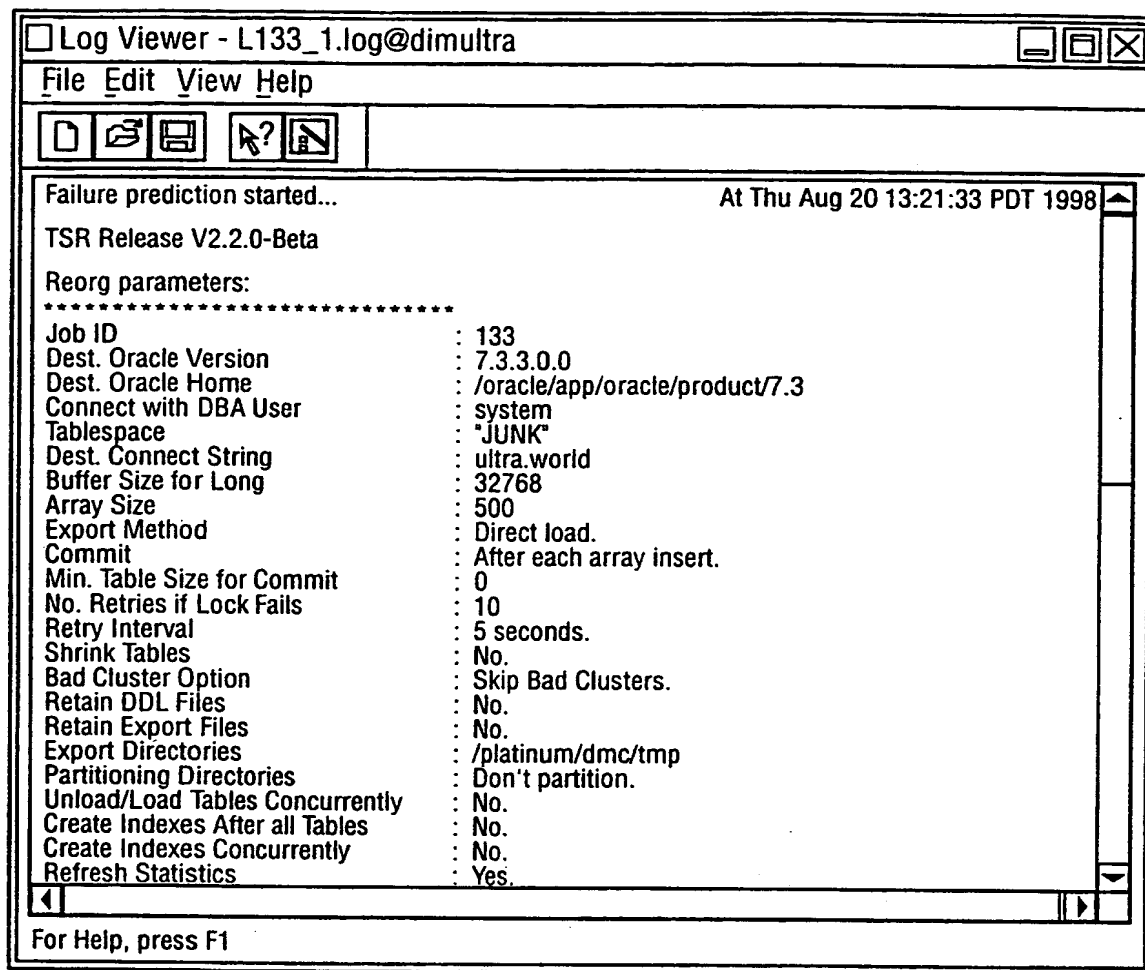 Log Viewer - L133_1.log@dimultra
File Edit View Help
Failure prediction started... At Thu Aug 20 13:21:33 PDT 1998
TSR Release V2.2.0-Beta
Reorg parameters:
*******************************
Job ID : 133
Dest. Oracle Version : 7.3.3.0.0
Dest. Oracle Home : /oracle/app/oracle/product/7.3
Connect with DBA User : system
Tablespace : "JUNK"
Dest. Connect String : ultra.world
Buffer Size for Long : 32768
Array Size : 500
Export Method : Direct load.
Commit : After each array insert.
Min. Table Size for Commit : 0
No. Retries if Lock Fails : 10
Retry Interval : 5 seconds.
Shrink Tables : No.
Bad Cluster Option : Skip Bad Clusters.
Retain DDL Files : No.
Retain Export Files : No.
Export Directories : /platinum/dmc/tmp
Partitioning Directories : Don't partition.
Unload/Load Tables Concurrently : No.
Create Indexes After all Tables : No.
Create Indexes Concurrently : No.
Refresh Statistics : Yes.
For Help, press F1